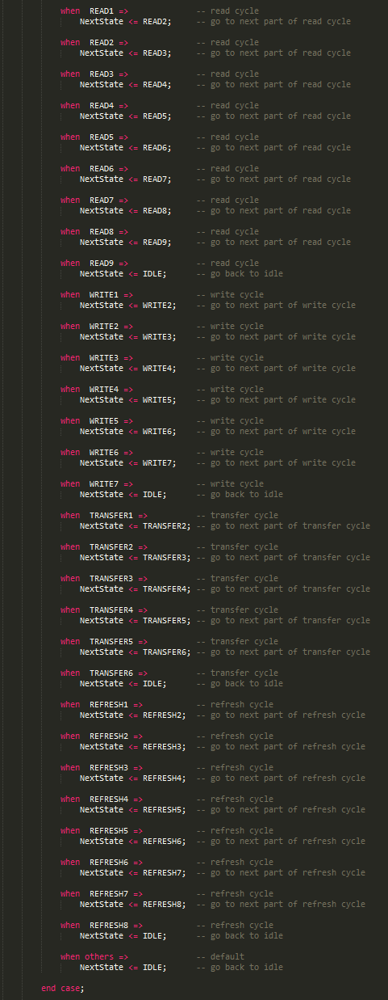 when  READ1 =>              -- read cycle
    NextState <= READ2;     -- go to next part of read cycle
when  READ2 =>              -- read cycle
    NextState <= READ3;     -- go to next part of read cycle
when  READ3 =>              -- read cycle
    NextState <= READ4;     -- go to next part of read cycle
when  READ4 =>              -- read cycle
    NextState <= READ5;     -- go to next part of read cycle
when  READ5 =>              -- read cycle
    NextState <= READ6;     -- go to next part of read cycle
when  READ6 =>              -- read cycle
    NextState <= READ7;     -- go to next part of read cycle
when  READ7 =>              -- read cycle
    NextState <= READ8;     -- go to next part of read cycle
when  READ8 =>              -- read cycle
    NextState <= READ9;     -- go to next part of read cycle
when  READ9 =>              -- read cycle
    NextState <= IDLE;      -- go back to idle
when  WRITE1 =>             -- write cycle
    NextState <= WRITE2;    -- go to next part of write cycle
when  WRITE2 =>             -- write cycle
    NextState <= WRITE3;    -- go to next part of write cycle
when  WRITE3 =>             -- write cycle
    NextState <= WRITE4;    -- go to next part of write cycle
when  WRITE4 =>             -- write cycle
    NextState <= WRITE5;    -- go to next part of write cycle
when  WRITE5 =>             -- write cycle
    NextState <= WRITE6;    -- go to next part of write cycle
when  WRITE6 =>             -- write cycle
    NextState <= WRITE7;    -- go to next part of write cycle
when  WRITE7 =>             -- write cycle
    NextState <= IDLE;      -- go back to idle
when  TRANSFER1 =>          -- transfer cycle
    NextState <= TRANSFER2; -- go to next part of transfer cycle
when  TRANSFER2 =>          -- transfer cycle
    NextState <= TRANSFER3; -- go to next part of transfer cycle
when  TRANSFER3 =>          -- transfer cycle
    NextState <= TRANSFER4; -- go to next part of transfer cycle
when  TRANSFER4 =>          -- transfer cycle
    NextState <= TRANSFER5; -- go to next part of transfer cycle
when  TRANSFER5 =>          -- transfer cycle
    NextState <= TRANSFER6; -- go to next part of transfer cycle
when  TRANSFER6 =>          -- transfer cycle
    NextState <= IDLE;      -- go back to idle
when  REFRESH1 =>           -- refresh cycle
    NextState <= REFRESH2;  -- go to next part of refresh cycle
when  REFRESH2 =>           -- refresh cycle
    NextState <= REFRESH3;  -- go to next part of refresh cycle
when  REFRESH3 =>           -- refresh cycle
    NextState <= REFRESH4;  -- go to next part of refresh cycle
when  REFRESH4 =>           -- refresh cycle
    NextState <= REFRESH5;  -- go to next part of refresh cycle
when  REFRESH5 =>           -- refresh cycle
    NextState <= REFRESH6;  -- go to next part of refresh cycle
when  REFRESH6 =>           -- refresh cycle
    NextState <= REFRESH7;  -- go to next part of refresh cycle
when  REFRESH7 =>           -- refresh cycle
    NextState <= REFRESH8;  -- go to next part of refresh cycle
when  REFRESH8 =>           -- refresh cycle
    NextState <= IDLE;      -- go back to idle
when others =>              -- default
    NextState <= IDLE;      -- go back to idle
end case;